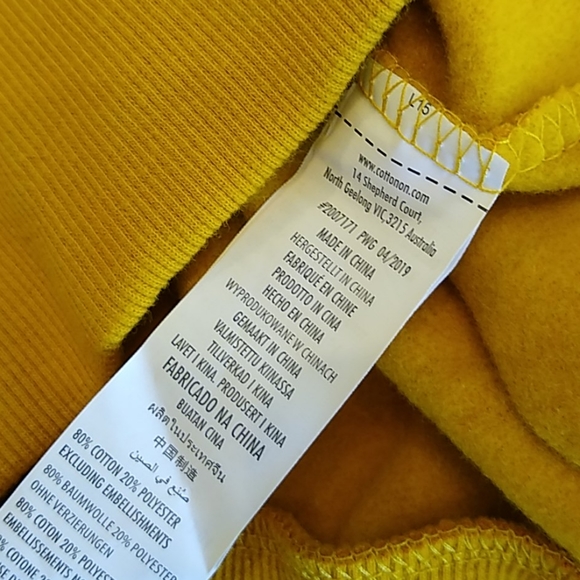 L15
www.cottonon.com
14 Shepherd Court,
North Geelong VIC,3215 Australia
#2007171 PWG 04/2019
MADE IN CHINA
HERGESTELLT IN CHINA
FABRIQUÉ EN CHINE
PRODOTTO IN CINA
HECHO EN CHINA
WYPRODUKOWANE W CHINACH
GEMAAKT IN CHINA
VALMISTETTU KIINASSA
TILLVERKAD I KINA
LAVET I KINA. PRODUSERT I KINA
FABRICADO NA CHINA
BUATAN CINA
ผลิตในประเทศจีน
中国制造
صنع في الصين
80% COTTON 20% POLYESTER
EXCLUDING EMBELLISHMENTS
80% BAUMWOLLE 20% POLYESTER
OHNE VERZIERUNGEN
80% COTON 20% POLYESTER
EMBELLISSEMENTS
COTONE 20%